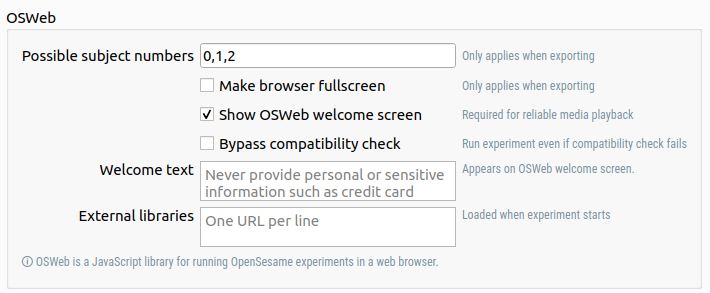 OSWeb
Possible subject numbers 0,1,2 Only applies when exporting
Make browser fullscreen Only applies when exporting
Show OSWeb welcome screen Required for reliable media playback
Bypass compatibility check Run experiment even if compatibility check fails
Welcome text Never provide personal or sensitive Appears on OSWeb welcome screen.
information such as credit card
External libraries One URL per line Loaded when experiment starts
OSWeb is a JavaScript library for running OpenSesame experiments in a web browser.